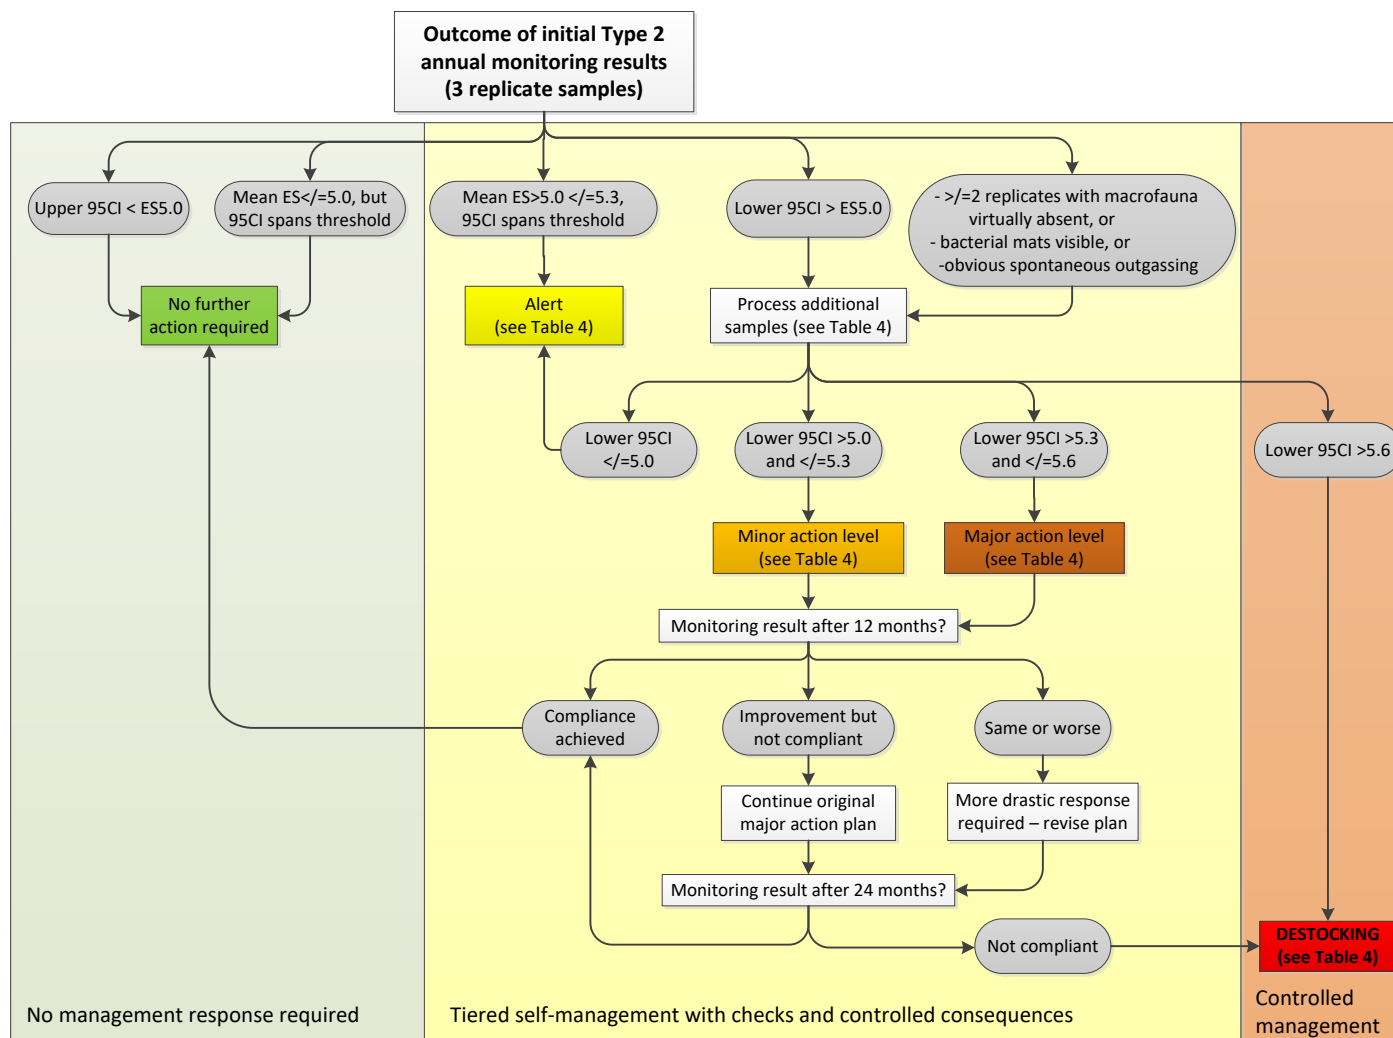 Outcome of initial Type 2
annual monitoring results
(3 replicate samples)
Upper 95CI < ES5.0
Mean ES</=5.0, but
95CI spans threshold
Mean ES>5.0 </=5.3,
95CI spans threshold
Lower 95CI > ES5.0
- >/=2 replicates with macrofauna
virtually absent, or
- bacterial mats visible, or
-obvious spontaneous outgassing
No further
action required
Alert
(see Table 4)
Process additional
samples (see Table 4)
Lower 95CI
</=5.0
Lower 95CI >5.0
and </=5.3
Lower 95CI >5.3
and </=5.6
Lower 95CI >5.6
Minor action level
(see Table 4)
Major action level
(see Table 4)
Monitoring result after 12 months?
Compliance
achieved
Improvement but
not compliant
Same or worse
Continue original
major action plan
More drastic response
required – revise plan
Monitoring result after 24 months?
Not compliant
DESTOCKING
(see Table 4)
No management response required
Tiered self-management with checks and controlled consequences
Controlled
management